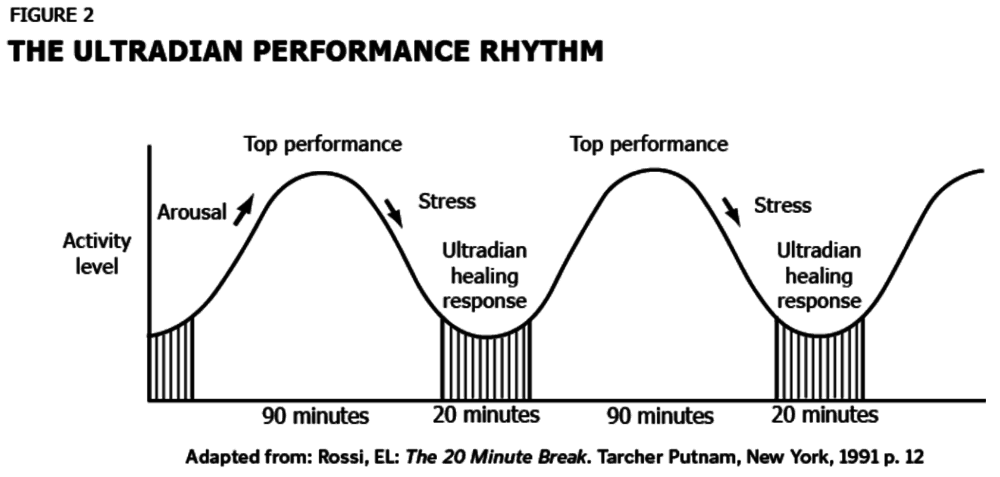 FIGURE 2
THE ULTRADIAN PERFORMANCE RHYTHM
Top performance
Top performance
Arousal
Stress
Stress
Activity
level
Ultradian
healing
response
Ultradian
healing
response
90 minutes
20 minutes
90 minutes
20 minutes
Adapted from: Rossi, EL: The 20 Minute Break. Tarcher Putnam, New York, 1991 p. 12